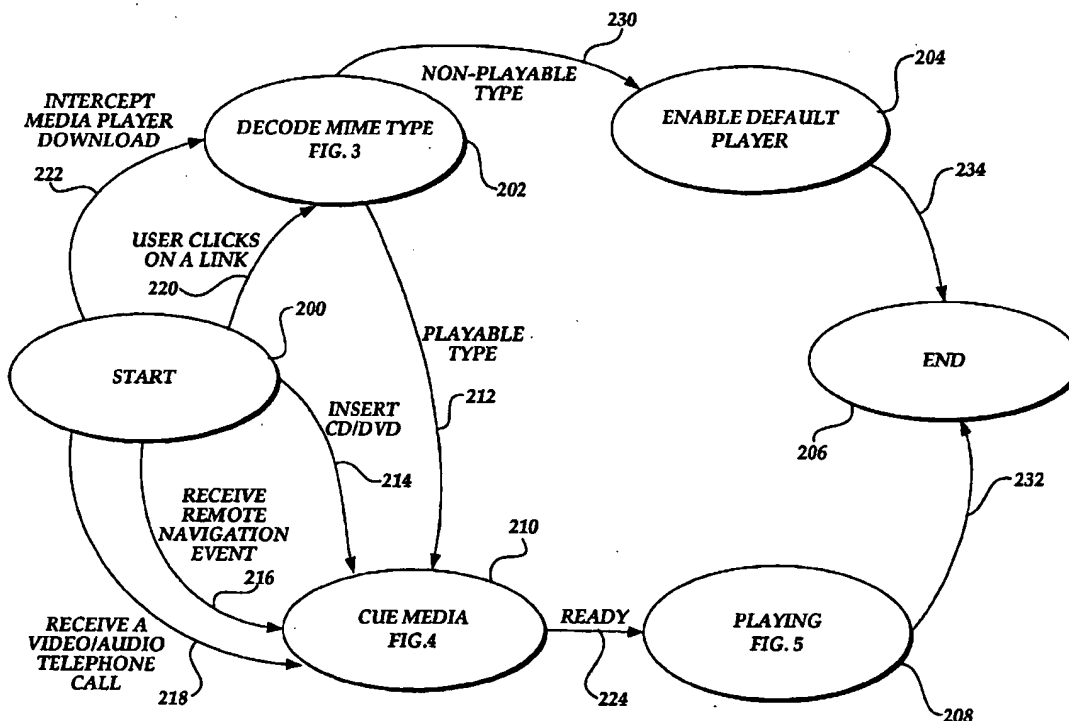 230
NON-PLAYABLE
TYPE
204
INTERCEPT
MEDIA PLAYER
DOWNLOAD
DECODE MIME TYPE
FIG. 3
ENABLE DEFAULT
PLAYER
222
202
234
USER CLICKS
ON A LINK
220
200
PLAYABLE
TYPE
212
START
END
INSERT
CD/DVD
214
206
RECEIVE
REMOTE
NAVIGATION
EVENT
216
210
232
RECEIVE A
VIDEO/AUDIO
TELEPHONE
CALL
218
CUE MEDIA
FIG.4
READY
224
PLAYING
FIG. 5
208